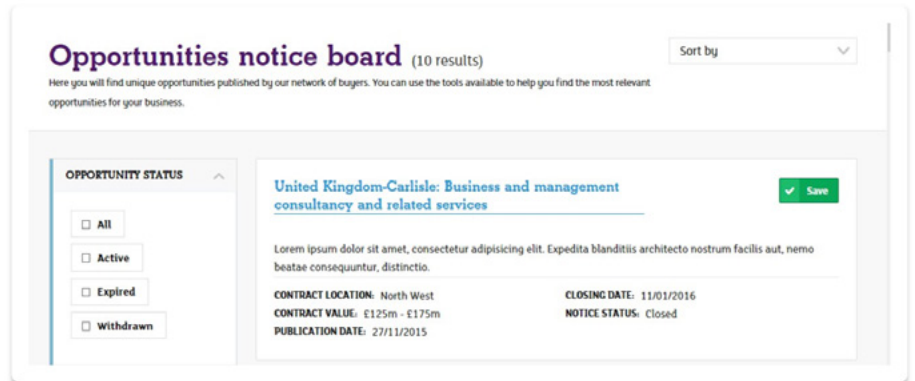 Opportunities notice board (10 results)
Sort by
Here you will find unique opportunities published by our network of buyers. You can use the tools available to help you find the most relevant
opportunities for your business.
OPPORTUNITY STATUS
All
Active
Expired
Withdrawn
United Kingdom-Carlisle: Business and management
consultancy and related services
Save
Lorem ipsum dolor sit amet, consectetur adipisicing elit. Expedita blanditiis architecto nostrum facilis aut, nemo
beatae consequuntur, distinctio.
CONTRACT LOCATION: North West
CONTRACT VALUE: £125m - £175m
PUBLICATION DATE: 27/11/2015
CLOSING DATE: 11/01/2016
NOTICE STATUS: Closed